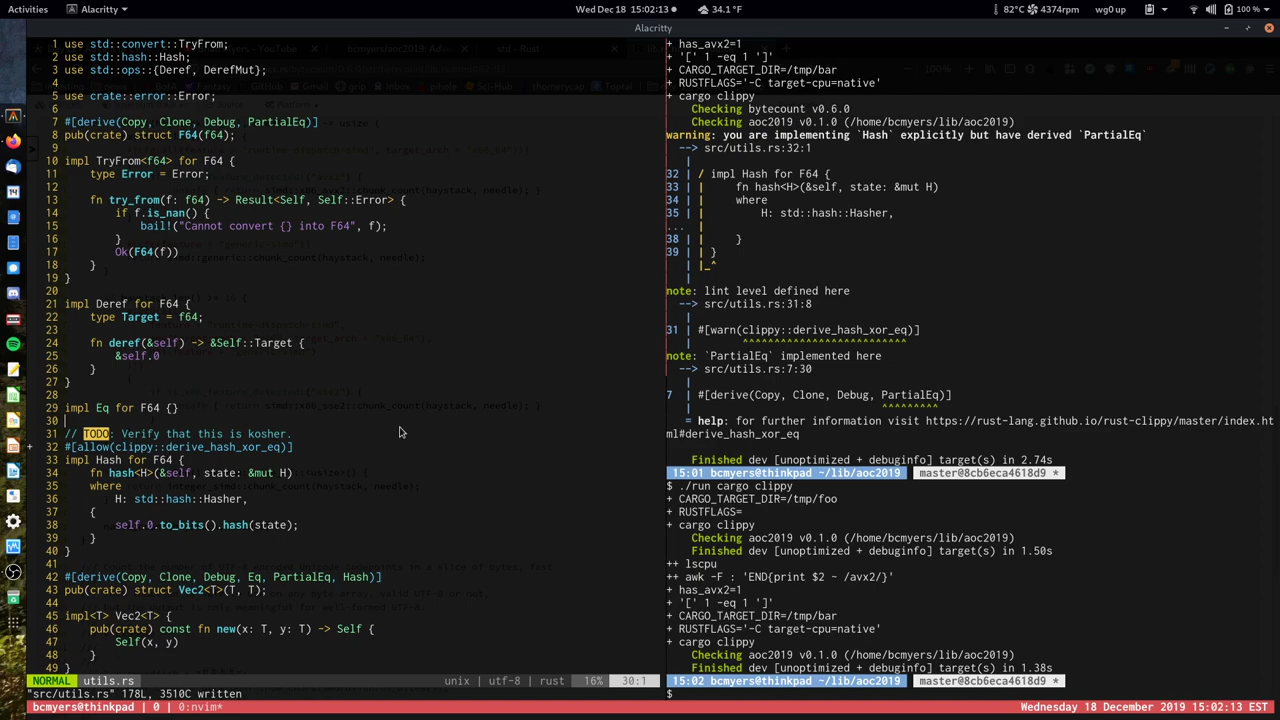 Activities
Alacritty
Wed Dec 18 15:02:13
34.1 °F
82°C
4374rpm
wg0 up
100 %
Alacritty
1 use std::convert::TryFrom;
2 use std::hash::Hash;
3 use std::ops::{Deref, DerefMut};
4
5 use crate::error::Error;
6
7 #[derive(Copy, Clone, Debug, PartialEq)]
8 pub(crate) struct F64(f64);
9
10 impl TryFrom<f64> for F64 {
11     type Error = Error;
12
13     fn try_from(f: f64) -> Result<Self, Self::Error> {
14         if f.is_nan() {
15             bail!("Cannot convert {} into F64", f);
16         }
17         Ok(F64(f))
18     }
19 }
20
21 impl Deref for F64 {
22     type Target = f64;
23
24     fn deref(&self) -> &Self::Target {
25         &self.0
26     }
27 }
28
29 impl Eq for F64 {}
30
31 // TODO: Verify that this is kosher.
+ 32 #[allow(clippy::derive_hash_xor_eq)]
33 impl Hash for F64 {
34     fn hash<H>(&self, state: &mut H)
35     where
36         H: std::hash::Hasher,
37     {
38         self.0.to_bits().hash(state);
39     }
40 }
41
42 #[derive(Copy, Clone, Debug, Eq, PartialEq, Hash)]
43 pub(crate) struct Vec2<T>(T, T);
44
45 impl<T> Vec2<T> {
46     pub(crate) const fn new(x: T, y: T) -> Self {
47         Self(x, y)
48     }
49 }
NORMAL utils.rs unix | utf-8 | rust 16% 30:1
"src/utils.rs" 178L, 3510C written
+ has_avx2=1
+ '[' 1 -eq 1 ']'
+ CARGO_TARGET_DIR=/tmp/bar
+ RUSTFLAGS='-C target-cpu=native'
+ cargo clippy
    Checking bytecount v0.6.0
    Checking aoc2019 v0.1.0 (/home/bcmyers/lib/aoc2019)
warning: you are implementing `Hash` explicitly but have derived `PartialEq`
  --> src/utils.rs:32:1
   |
32 | / impl Hash for F64 {
33 | |     fn hash<H>(&self, state: &mut H)
34 | |     where
35 | |         H: std::hash::Hasher,
... |
38 | |     }
39 | | }
   | |_^
   |
note: lint level defined here
  --> src/utils.rs:31:8
   |
31 | #[warn(clippy::derive_hash_xor_eq)]
   |        ^^^^^^^^^^^^^^^^^^^^^^^^^^
note: `PartialEq` implemented here
  --> src/utils.rs:7:30
   |
7  | #[derive(Copy, Clone, Debug, PartialEq)]
   |                              ^^^^^^^^^
   = help: for further information visit https://rust-lang.github.io/rust-clippy/master/index.ht
ml#derive_hash_xor_eq

    Finished dev [unoptimized + debuginfo] target(s) in 2.74s
15:01 bcmyers@thinkpad ~/lib/aoc2019 master@8cb6eca4618d9 *
$ ./run cargo clippy
+ CARGO_TARGET_DIR=/tmp/foo
+ RUSTFLAGS=
+ cargo clippy
    Checking aoc2019 v0.1.0 (/home/bcmyers/lib/aoc2019)
    Finished dev [unoptimized + debuginfo] target(s) in 1.50s
++ lscpu
++ awk -F : 'END{print $2 ~ /avx2/}'
+ has_avx2=1
+ '[' 1 -eq 1 ']'
+ CARGO_TARGET_DIR=/tmp/bar
+ RUSTFLAGS='-C target-cpu=native'
+ cargo clippy
    Checking aoc2019 v0.1.0 (/home/bcmyers/lib/aoc2019)
    Finished dev [unoptimized + debuginfo] target(s) in 1.38s
15:02 bcmyers@thinkpad ~/lib/aoc2019 master@8cb6eca4618d9 *
$
bcmyers@thinkpad | 0 | 0:nvim*
Wednesday 18 December 2019 15:02:13 EST